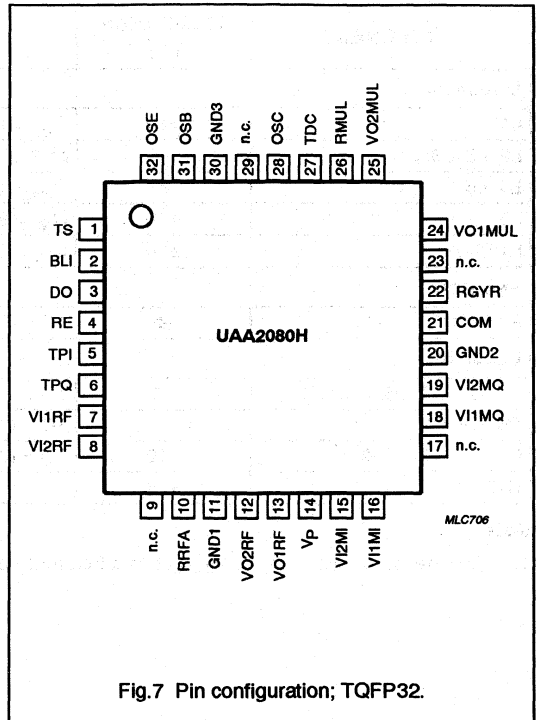 OSE OSB GND3 n.c. OSC TDC RMUL VO2MUL
32 31 30 29 28 27 26 25
TS 1
BLI 2
DO 3
RE 4
TPI 5
TPQ 6
VI1RF 7
VI2RF 8
UAA2080H
24 VO1MUL
23 n.c.
22 RGYR
21 COM
20 GND2
19 VI2MQ
18 VI1MQ
17 n.c.
9 10 11 12 13 14 15 16
n.c. RRFA GND1 VO2RF VO1RF VP VI2MI VI1MI
MLC706
Fig.7 Pin configuration; TQFP32.